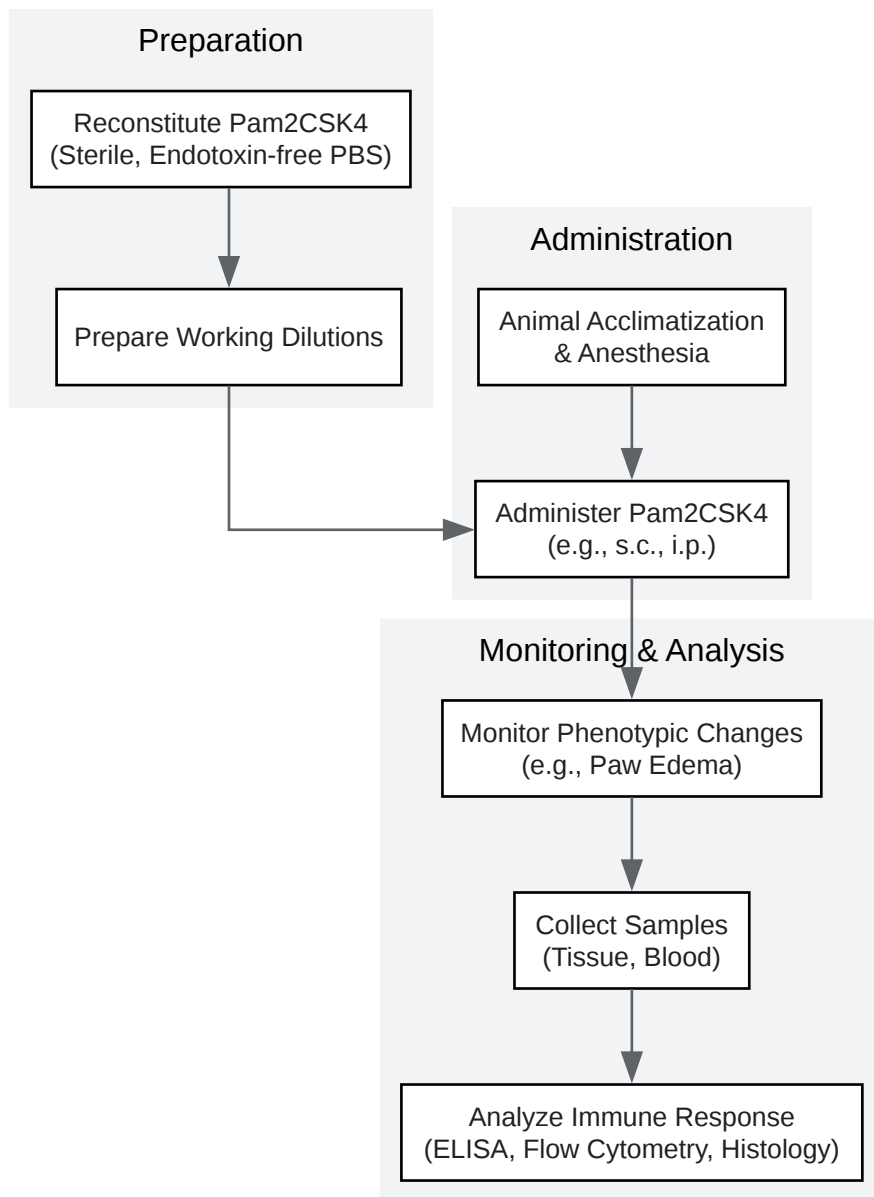 Preparation
Reconstitute Pam2CSK4
(Sterile, Endotoxin-free PBS)
Prepare Working Dilutions
Administration
Animal Acclimatization
& Anesthesia
Administer Pam2CSK4
(e.g., s.c., i.p.)
Monitoring & Analysis
Monitor Phenotypic Changes
(e.g., Paw Edema)
Collect Samples
(Tissue, Blood)
Analyze Immune Response
(ELISA, Flow Cytometry, Histology)